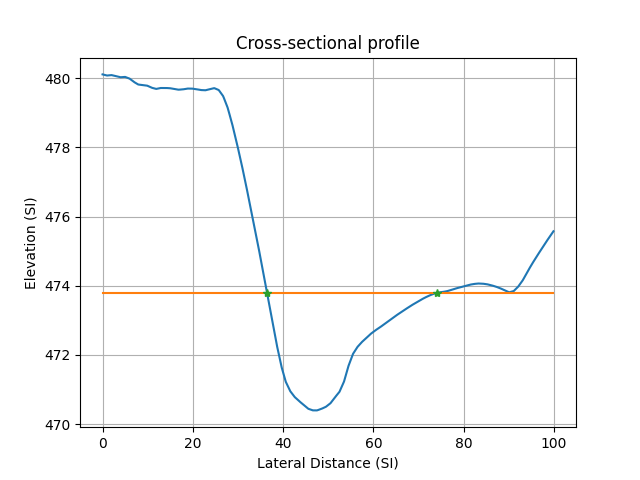 Cross-sectional profile
Elevation (SI)
480
478
476
474
472
470
0 20 40 60 80 100
Lateral Distance (SI)